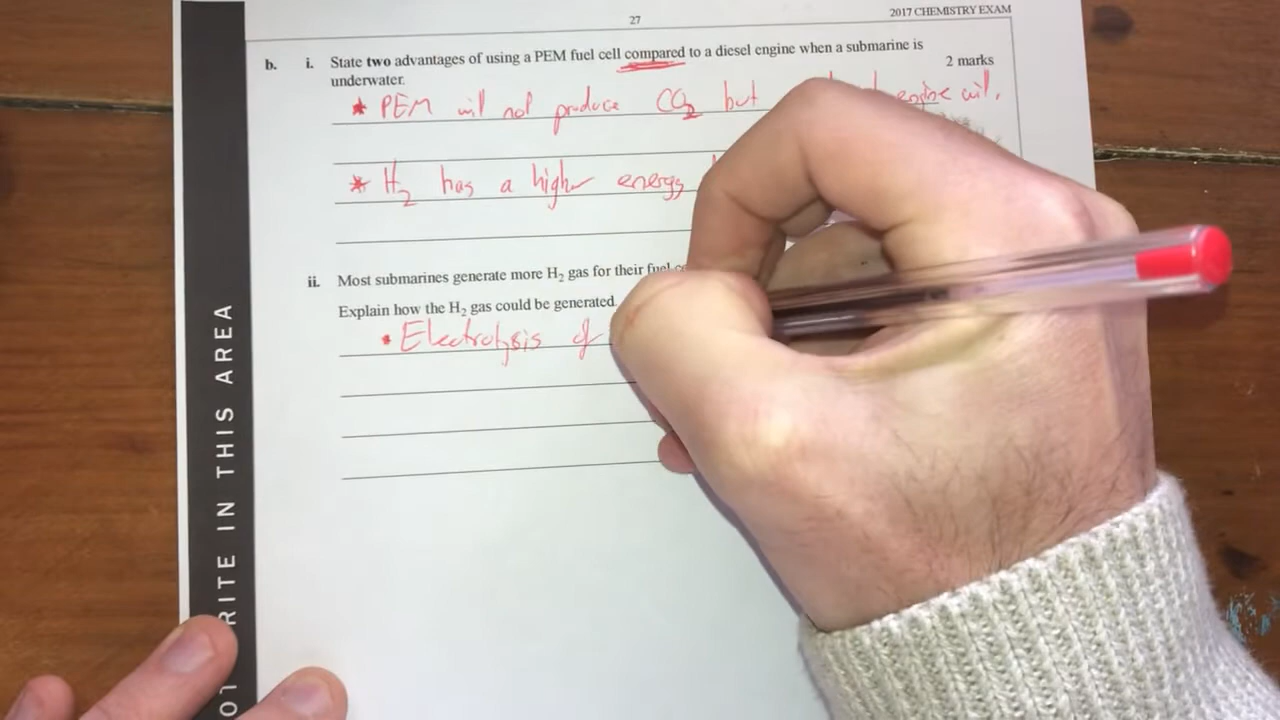 27
2017 CHEMISTRY EXAM
b. i. State two advantages of using a PEM fuel cell compared to a diesel engine when a submarine is
underwater. 2 marks
* PEM will not produce CO2 but engine will.
* H2 has a higher energy
ii. Most submarines generate more H2 gas for their fuel
Explain how the H2 gas could be generated.
• Electrolysis of
RITE IN THIS AREA